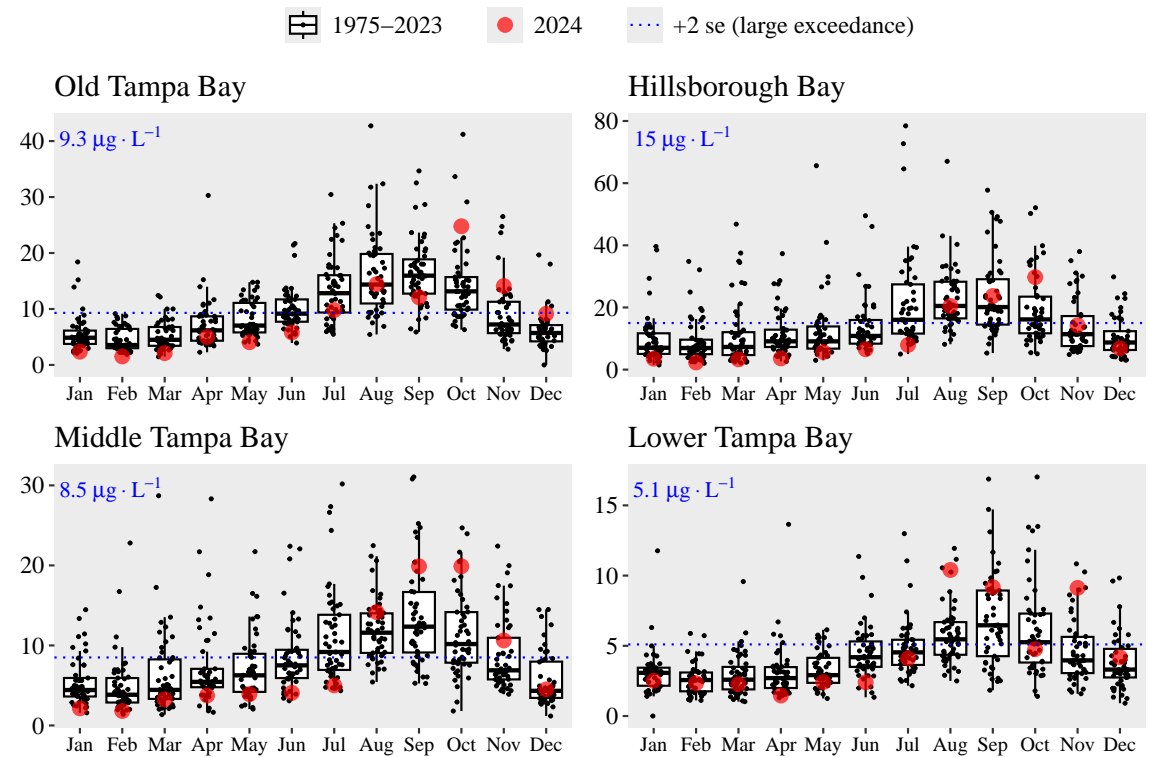 1975−2023 2024 +2 se (large exceedance)
Old Tampa Bay
9.3 μg · L⁻¹
40
30
20
10
0
Jan Feb Mar Apr May Jun Jul Aug Sep Oct Nov Dec
Hillsborough Bay
15 μg · L⁻¹
80
60
40
20
0
Jan Feb Mar Apr May Jun Jul Aug Sep Oct Nov Dec
Middle Tampa Bay
8.5 μg · L⁻¹
30
20
10
0
Jan Feb Mar Apr May Jun Jul Aug Sep Oct Nov Dec
Lower Tampa Bay
5.1 μg · L⁻¹
15
10
5
0
Jan Feb Mar Apr May Jun Jul Aug Sep Oct Nov Dec